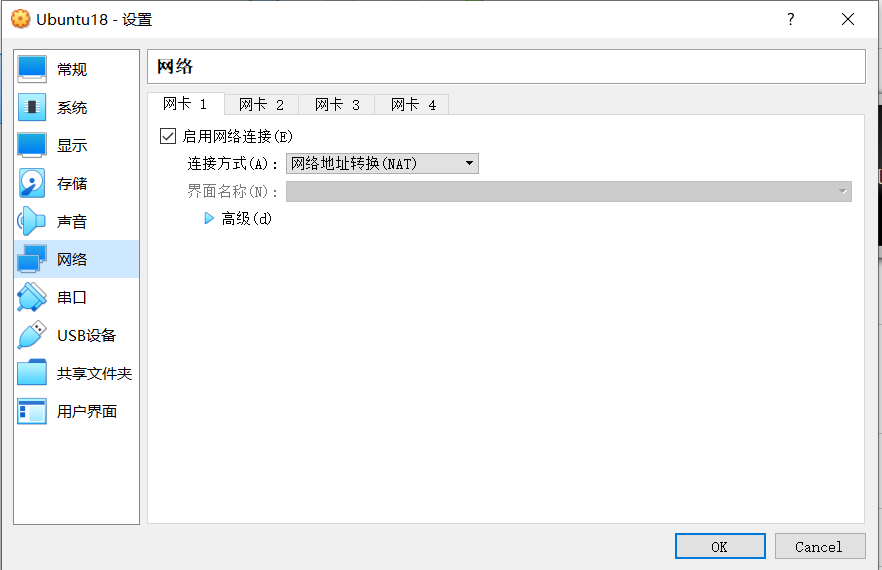 Ubuntu18 - 设置
?
常规
系统
显示
存储
声音
网络
串口
USB设备
共享文件夹
用户界面
网络
网卡 1
网卡 2
网卡 3
网卡 4
启用网络连接(E)
连接方式(A): 网络地址转换(NAT)
界面名称(N):
高级(d)
OK
Cancel